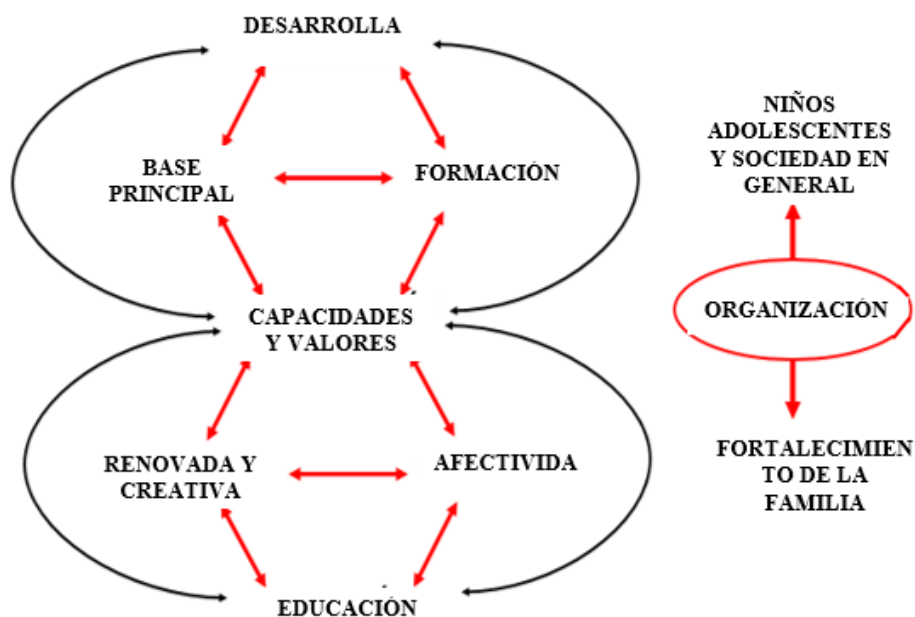 DESARROLLA
BASE
PRINCIPAL
FORMACIÓN
CAPACIDADES
Y VALORES
RENOVADA Y
CREATIVA
AFECTIVIDA
EDUCACIÓN
NIÑOS
ADOLESCENTES
Y SOCIEDAD EN
GENERAL
ORGANIZACIÓN
FORTALECIMIEN
TO DE LA
FAMILIA